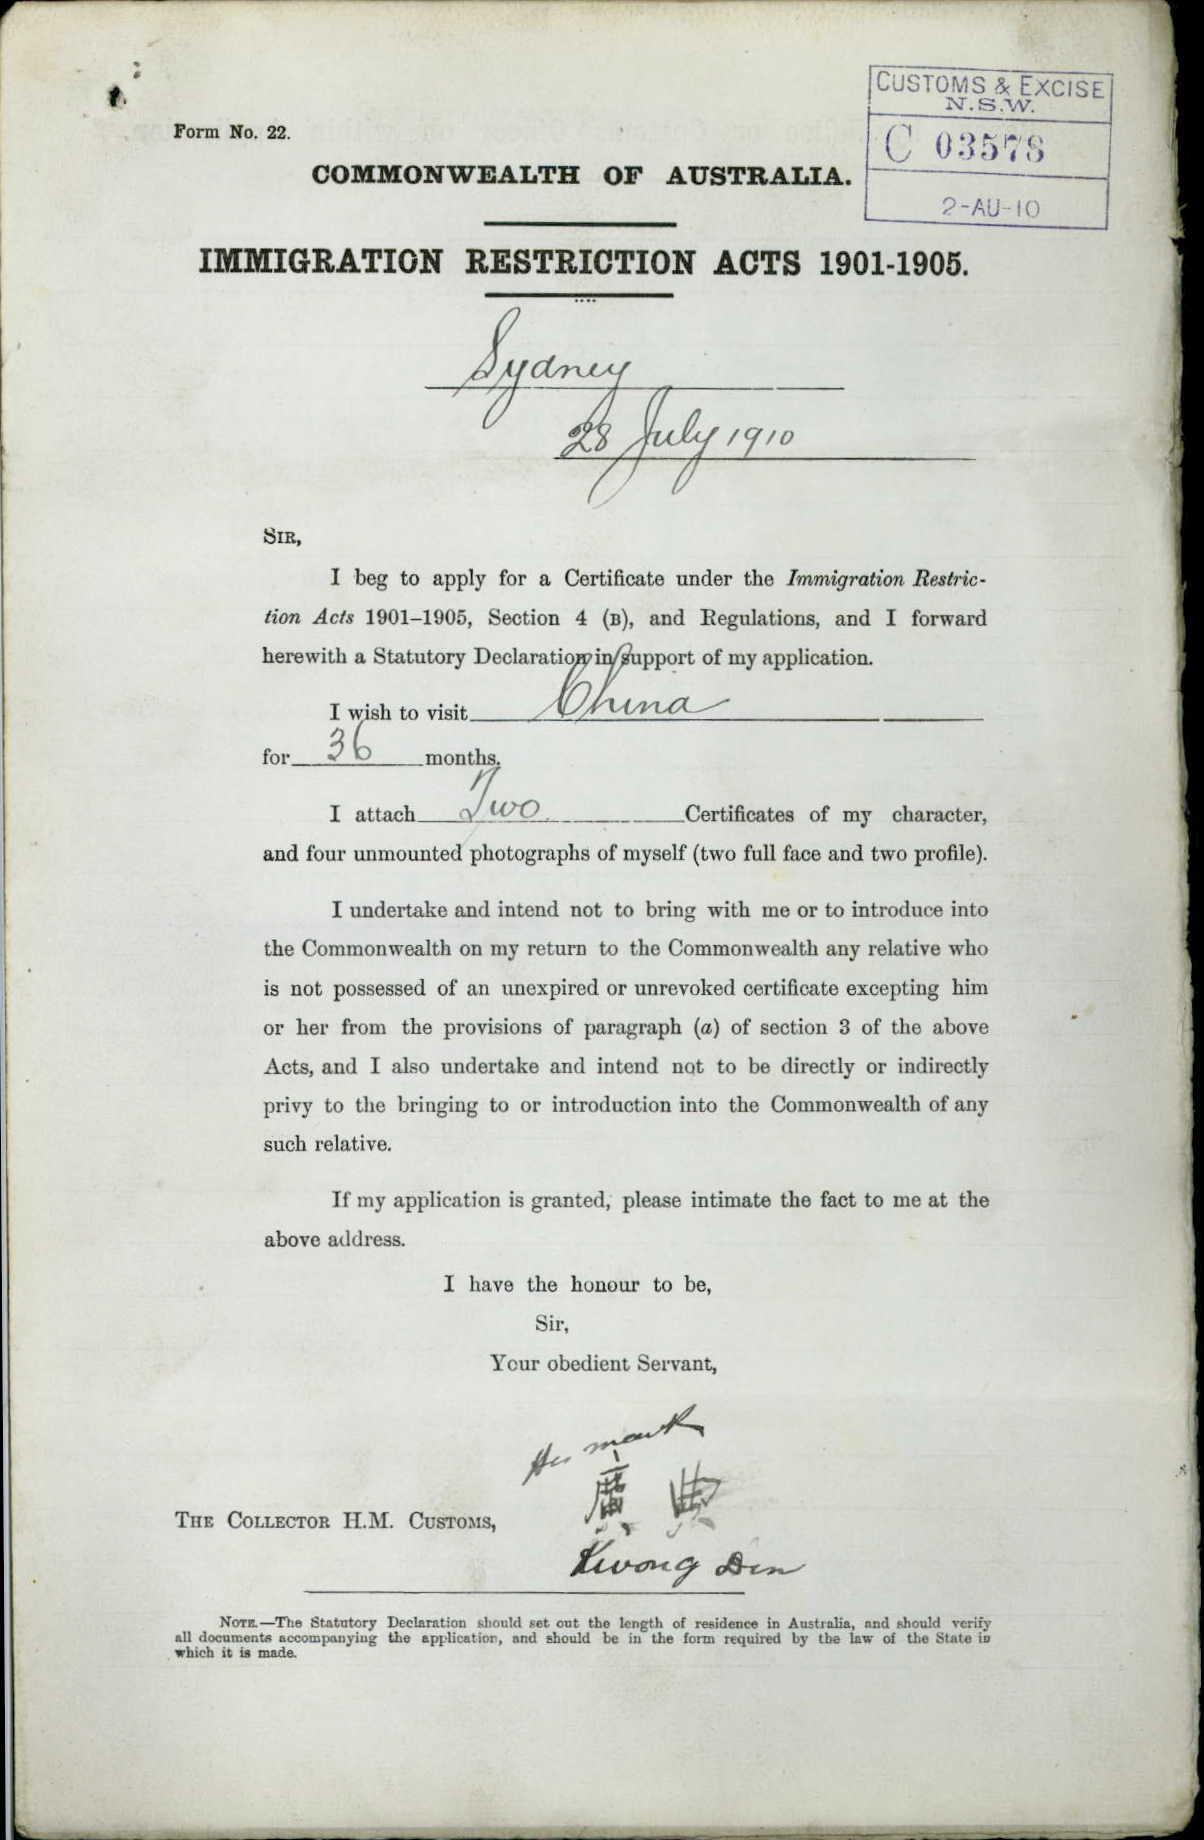 CUSTOMS & EXCISE
N.S.W.
C 03578
2-AU-10
Form No. 22.
COMMONWEALTH OF AUSTRALIA.
IMMIGRATION RESTRICTION ACTS 1901-1905.
Sydney
28 July 1910
SIR,
I beg to apply for a Certificate under the Immigration Restric-
tion Acts 1901–1905, Section 4 (B), and Regulations, and I forward
herewith a Statutory Declaration in support of my application.
I wish to visit China
for 36 months.
I attach Two Certificates of my character,
and four unmounted photographs of myself (two full face and two profile).
I undertake and intend not to bring with me or to introduce into
the Commonwealth on my return to the Commonwealth any relative who
is not possessed of an unexpired or unrevoked certificate excepting him
or her from the provisions of paragraph (a) of section 3 of the above
Acts, and I also undertake and intend not to be directly or indirectly
privy to the bringing to or introduction into the Commonwealth of any
such relative.
If my application is granted, please intimate the fact to me at the
above address.
I have the honour to be,
Sir,
Your obedient Servant,
His mark
廣 典
THE COLLECTOR H.M. CUSTOMS,
Kwong Den
NOTE.—The Statutory Declaration should set out the length of residence in Australia, and should verify
all documents accompanying the application, and should be in the form required by the law of the State in
which it is made.